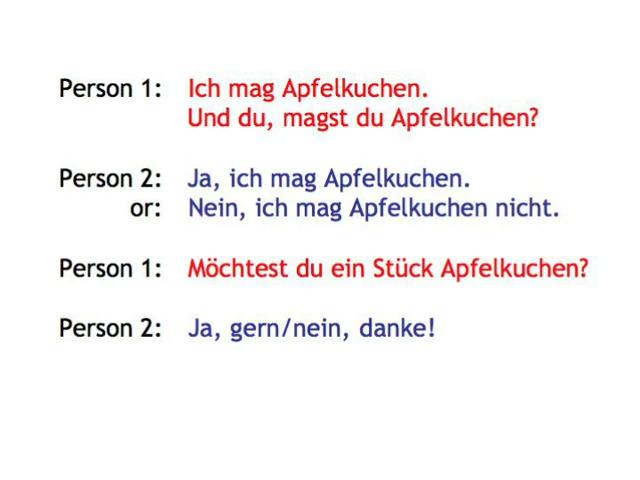 Person 1: Ich mag Apfelkuchen.
Und du, magst du Apfelkuchen?
Person 2: Ja, ich mag Apfelkuchen.
or: Nein, ich mag Apfelkuchen nicht.
Person 1: Möchtest du ein Stück Apfelkuchen?
Person 2: Ja, gern/nein, danke!